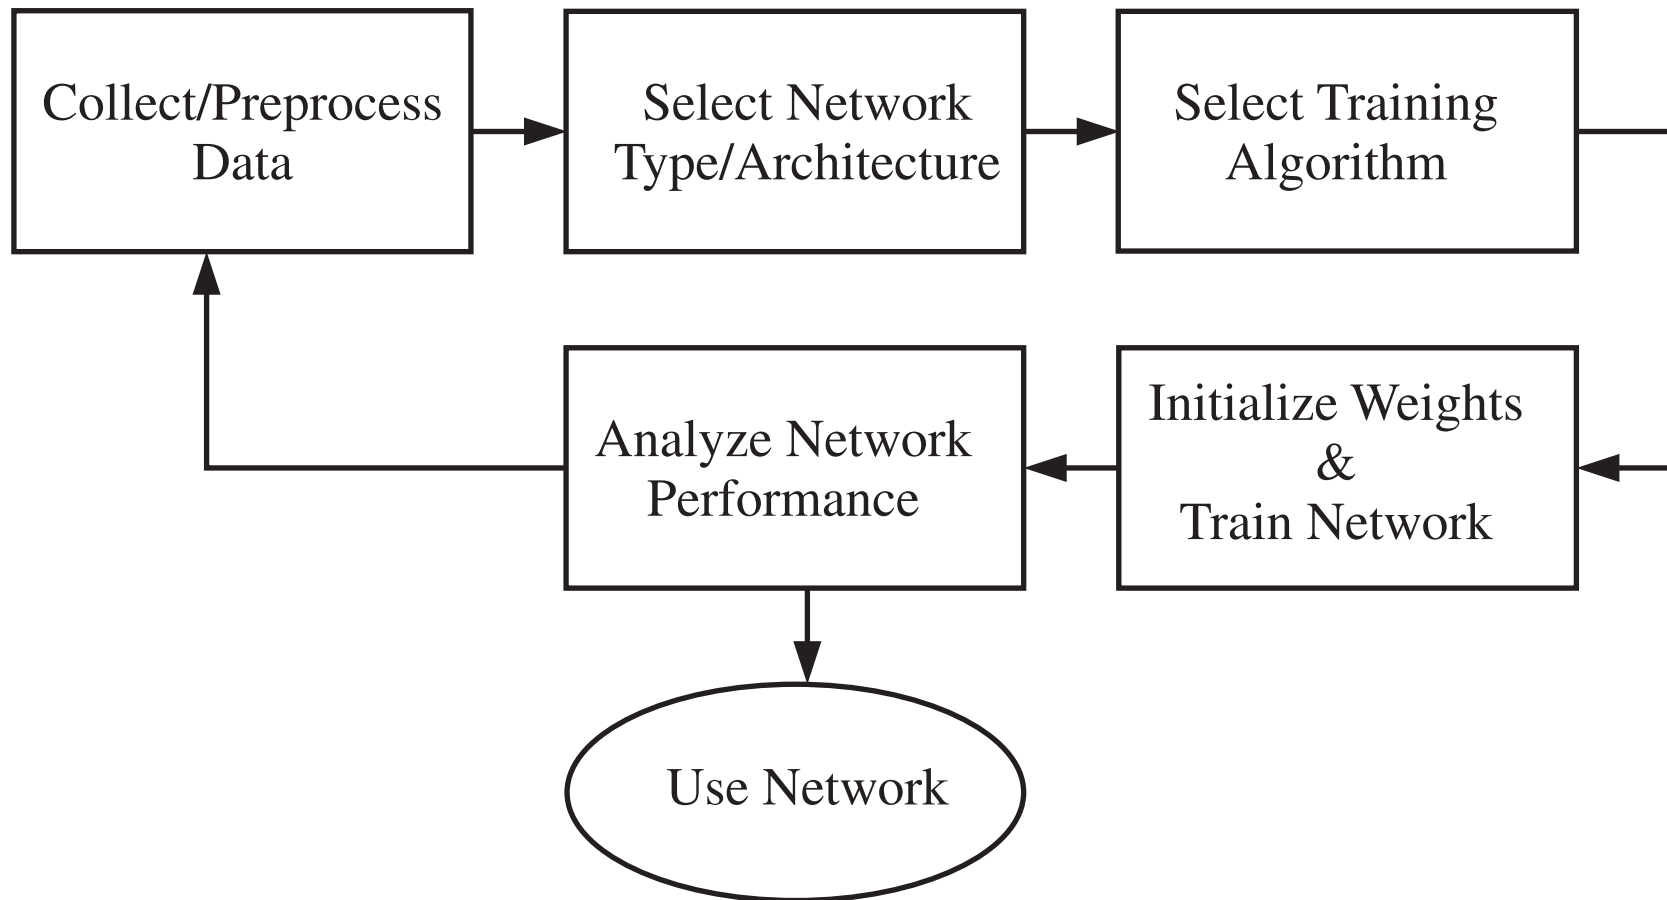 Collect/Preprocess
Data
Select Network
Type/Architecture
Select Training
Algorithm
Initialize Weights
&
Train Network
Analyze Network
Performance
Use Network